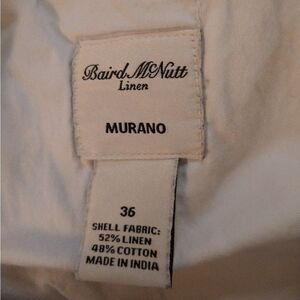 Baird McNutt
Linen
MURANO
36
SHELL FABRIC:
52% LINEN
48% COTTON
MADE IN INDIA